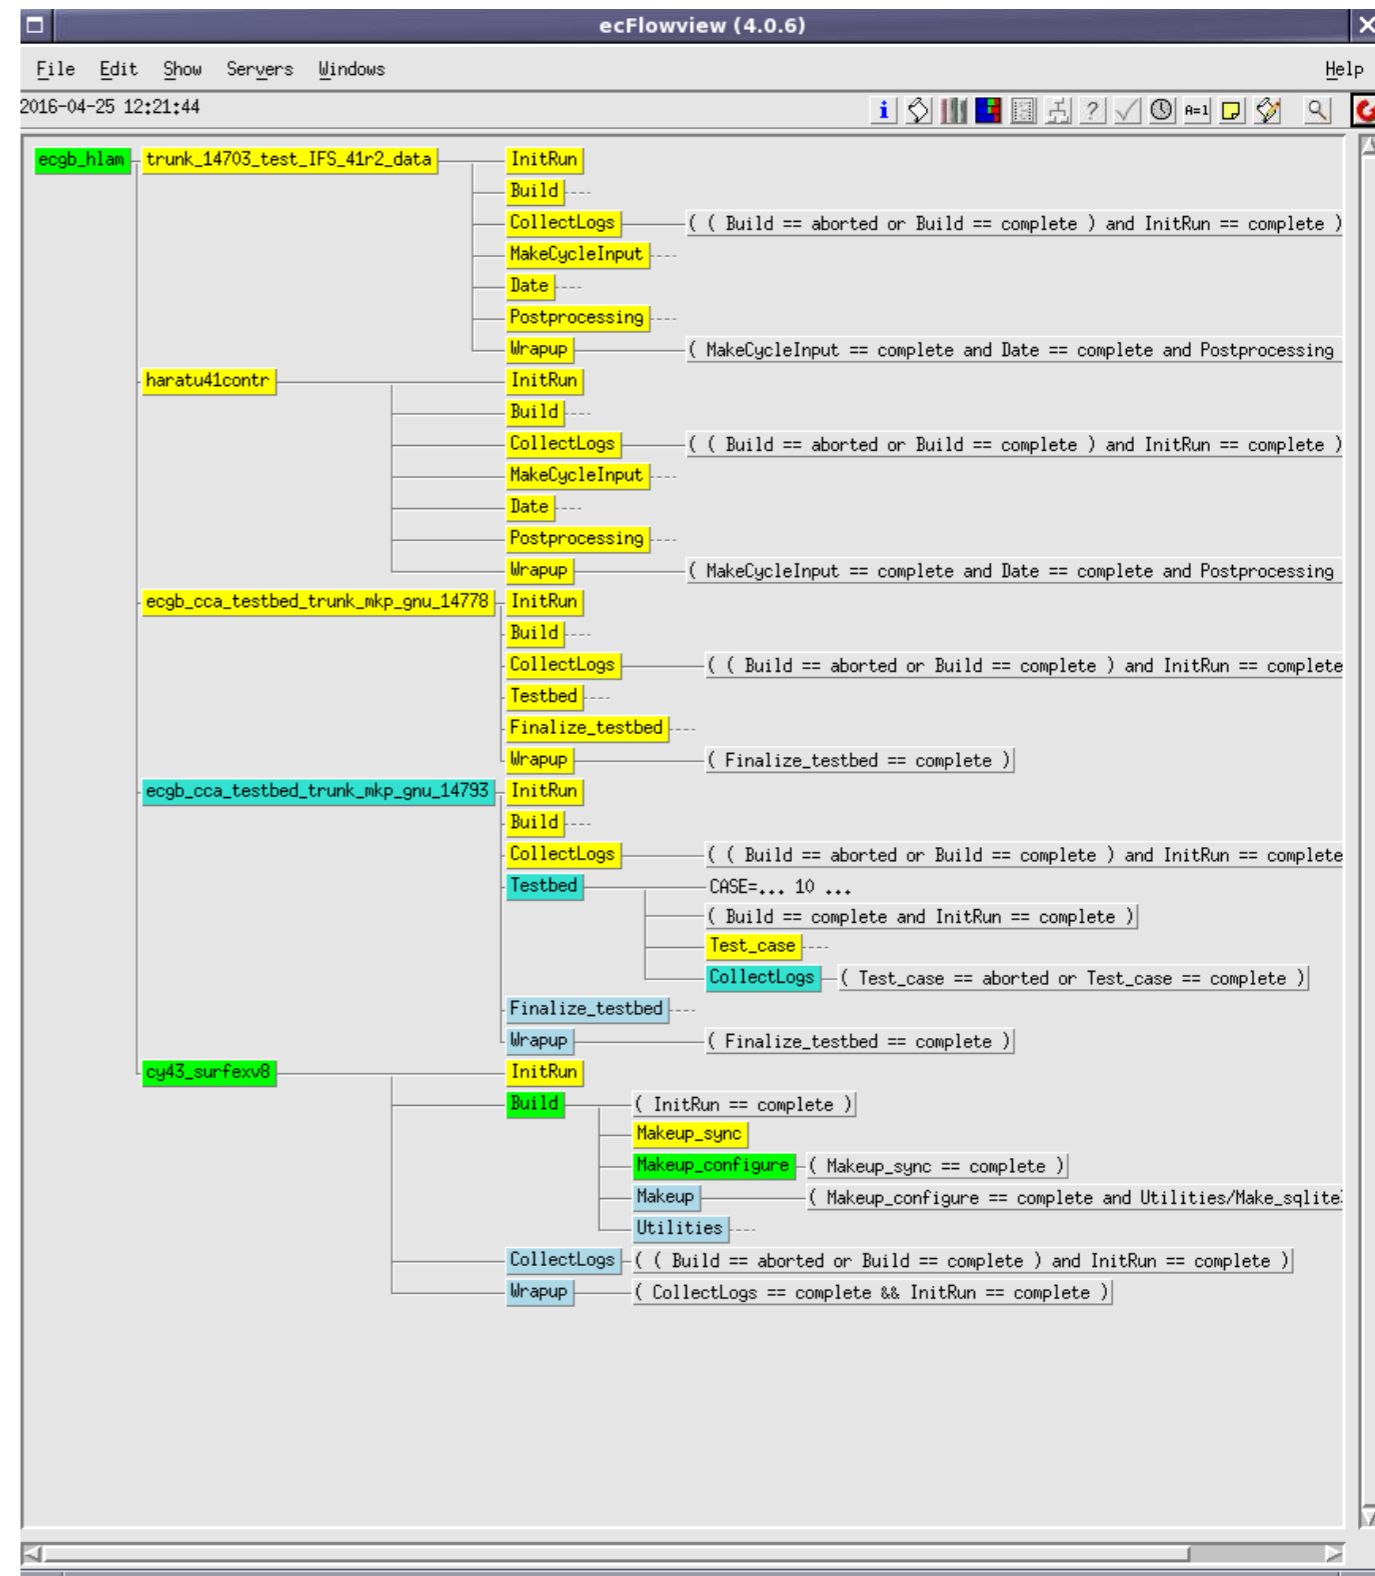 ecFlowview (4.0.6)
File Edit Show Servers Windows Help
2016-04-25 12:21:44 i ? A=1
ecgb_hlam trunk_14703_test_IFS_41r2_data InitRun
Build
CollectLogs ( ( Build == aborted or Build == complete ) and InitRun == complete )
MakeCycleInput
Date
Postprocessing
Wrapup ( MakeCycleInput == complete and Date == complete and Postprocessing
haratu41contr InitRun
Build
CollectLogs ( ( Build == aborted or Build == complete ) and InitRun == complete )
MakeCycleInput
Date
Postprocessing
Wrapup ( MakeCycleInput == complete and Date == complete and Postprocessing
ecgb_cca_testbed_trunk_mkp_gnu_14778 InitRun
Build
CollectLogs ( ( Build == aborted or Build == complete ) and InitRun == complete
Testbed
Finalize_testbed
Wrapup ( Finalize_testbed == complete )
ecgb_cca_testbed_trunk_mkp_gnu_14793 InitRun
Build
CollectLogs ( ( Build == aborted or Build == complete ) and InitRun == complete
Testbed CASE=... 10 ...
( Build == complete and InitRun == complete )
Test_case
CollectLogs ( Test_case == aborted or Test_case == complete )
Finalize_testbed
Wrapup ( Finalize_testbed == complete )
cy43_surfexv8 InitRun
Build ( InitRun == complete )
Makeup_sync
Makeup_configure ( Makeup_sync == complete )
Makeup ( Makeup_configure == complete and Utilities/Make_sqlite
Utilities
CollectLogs ( ( Build == aborted or Build == complete ) and InitRun == complete )
Wrapup ( CollectLogs == complete && InitRun == complete )